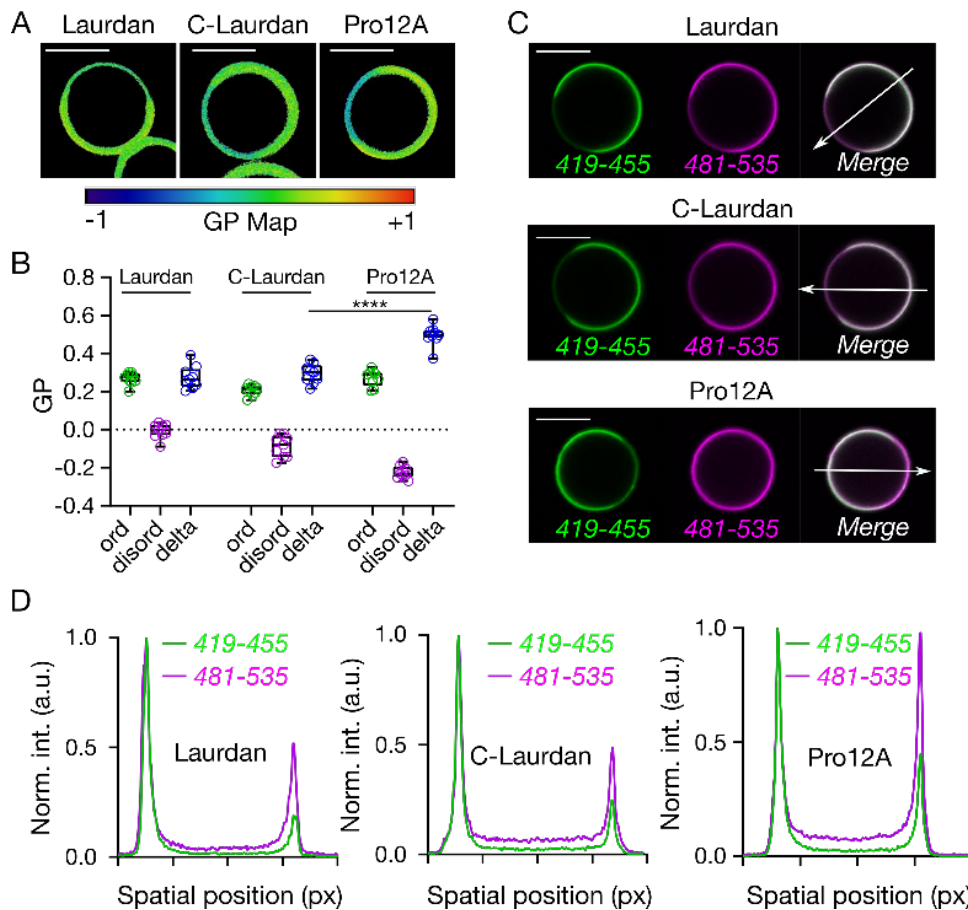 A
Laurdan C-Laurdan Pro12A
-1 GP Map +1
B
Laurdan C-Laurdan Pro12A
****
0.8
0.6
0.4
0.2
0.0
-0.2
-0.4
GP
ord disord delta ord disord delta ord disord delta
C
Laurdan
419-455 481-535 Merge
C-Laurdan
419-455 481-535 Merge
Pro12A
419-455 481-535 Merge
D
Norm. int. (a.u.)
1.0
0.5
0.0
419-455
481-535
Laurdan
Spatial position (px)
Norm. int. (a.u.)
1.0
0.5
0.0
419-455
481-535
C-Laurdan
Spatial position (px)
Norm. int. (a.u.)
1.0
0.5
0.0
419-455
481-535
Pro12A
Spatial position (px)